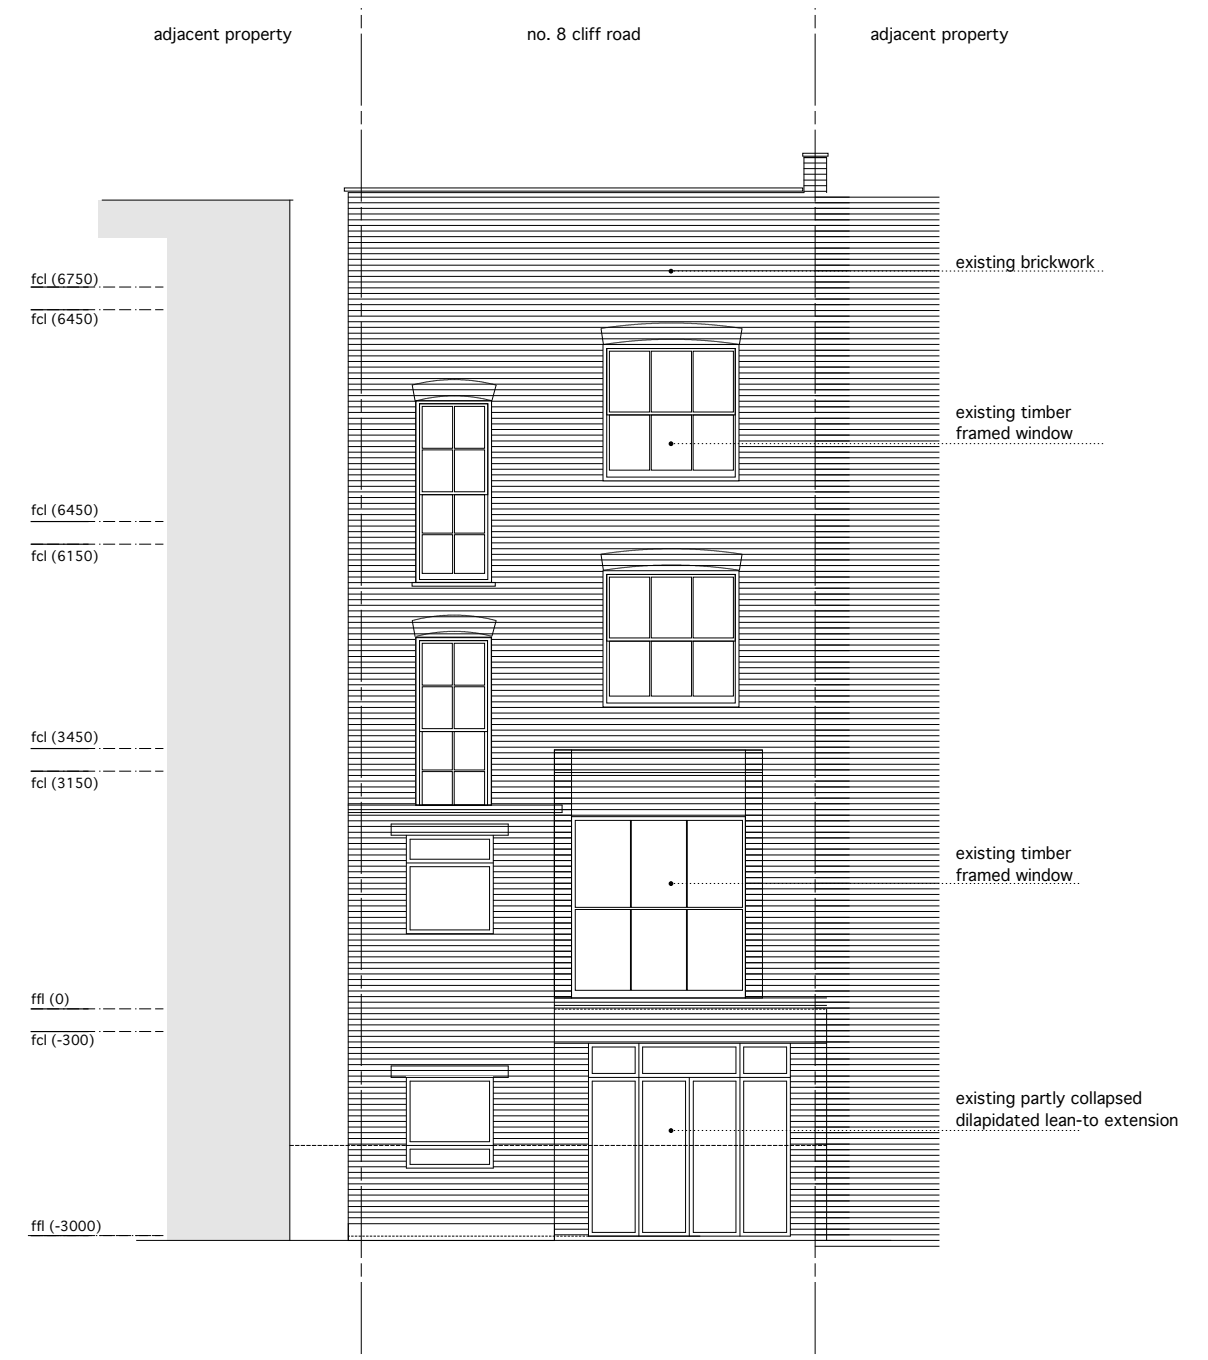 adjacent property
no. 8 cliff road
adjacent property
existing brickwork
fcl (6750)
fcl (6450)
existing timber
framed window
fcl (6450)
fcl (6150)
fcl (3450)
fcl (3150)
existing timber
framed window
ffl (0)
fcl (-300)
existing partly collapsed
dilapidated lean-to extension
ffl (-3000)